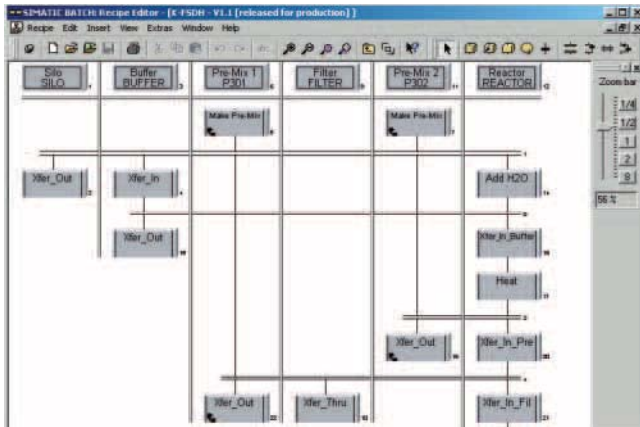 SIMATIC BATCH: Recipe Editor - [K-FSDH - V1.1 [released for production] ]
Recipe Edit Insert View Extras Window Help
Silo
SILO
Buffer
BUFFER
Pre-Mix 1
P301
Filter
FILTER
Pre-Mix 2
P302
Reactor
REACTOR
Zoom bar
1/4
1/2
1
2
8
56 %
Make Pre-Mix
Make Pre-Mix
Xfer_Out
Xfer_In
Add H2O
Xfer_Out
Xfer_In_Buffer
Heat
Xfer_Out
Xfer_In_Pre
Xfer_Out
Xfer_Thru
Xfer_In_Fil